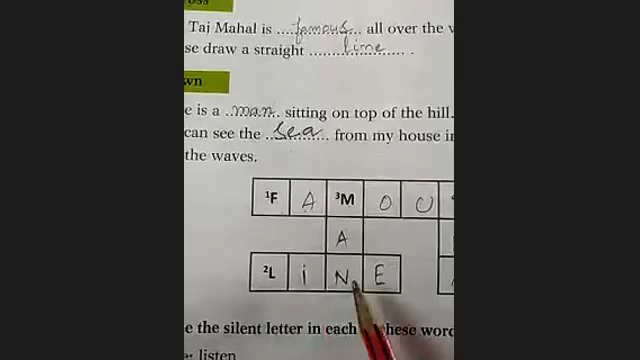 oss
Taj Mahal is ....famous... all over the
se draw a straight ........line........ .
wn
e is a ..man.. sitting on top of the hill.
can see the ..sea.. from my house in
the waves.
1F A 3M O U
A
2L i N E
e the silent letter in each these word
e: listen